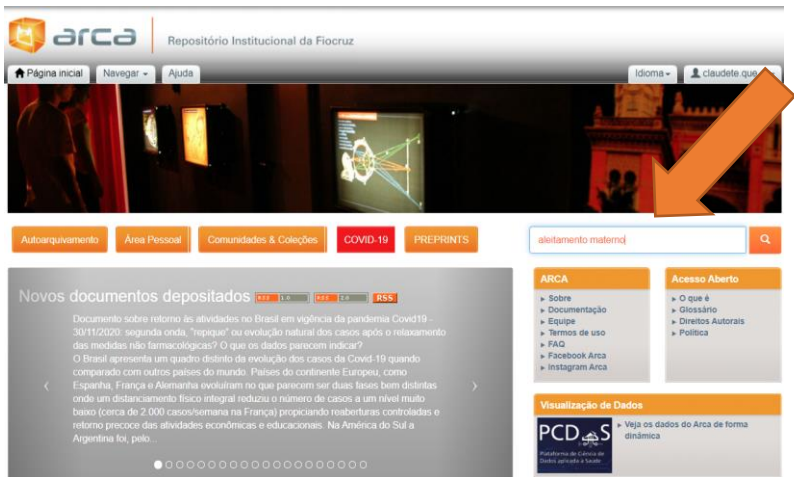 arca
Repositório Institucional da Fiocruz
Página inicial
Navegar
Ajuda
Idioma
claudete.que
Autoarquivamento
Área Pessoal
Comunidades & Coleções
COVID-19
PREPRINTS
aleitamento materno
Novos documentos depositados RSS 1.0 RSS 2.0 RSS
Documento sobre retorno às atividades no Brasil em vigência da pandemia Covid19 -
30/11/2020: segunda onda, "repique" ou evolução natural dos casos após o relaxamento
das medidas não farmacológicas? O que os dados parecem indicar?
O Brasil apresenta um quadro distinto da evolução dos casos da Covid-19 quando
comparado com outros países do mundo. Países do continente Europeu, como
Espanha, França e Alemanha evoluíram no que parecem ser duas fases bem distintas
onde um distanciamento físico integral reduziu o número de casos a um nível muito
baixo (cerca de 2.000 casos/semana na França) propiciando reaberturas controladas e
retorno precoce das atividades econômicas e educacionais. Na América do Sul a
Argentina foi, pelo...
ARCA
Sobre
Documentação
Equipe
Termos de uso
FAQ
Facebook Arca
Instagram Arca
Acesso Aberto
O que é
Glossário
Direitos Autorais
Política
Visualização de Dados
PCDaS
Plataforma de Ciência de
Dados aplicada à Saúde
Veja os dados do Arca de forma
dinâmica